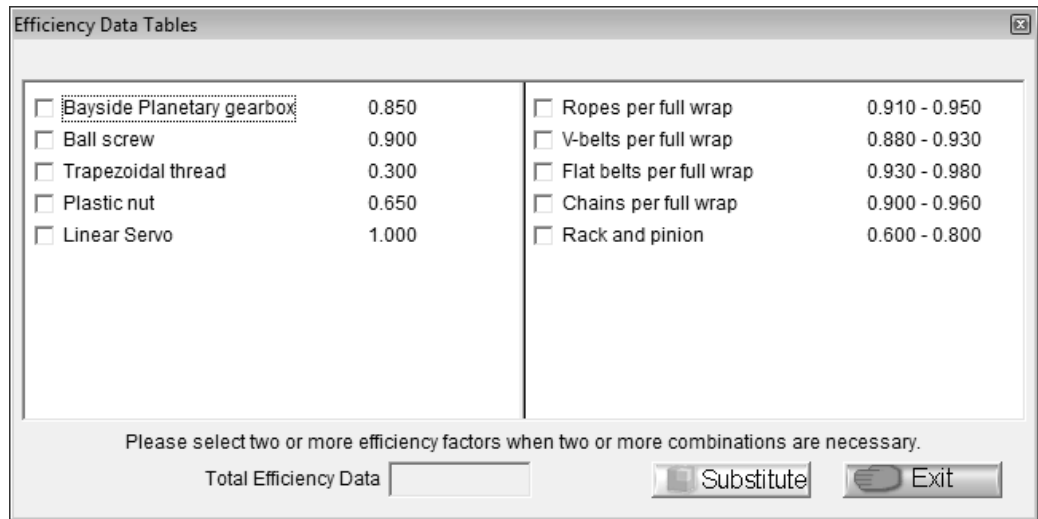 Efficiency Data Tables
Bayside Planetary gearbox 0.850
Ball screw 0.900
Trapezoidal thread 0.300
Plastic nut 0.650
Linear Servo 1.000
Ropes per full wrap 0.910 - 0.950
V-belts per full wrap 0.880 - 0.930
Flat belts per full wrap 0.930 - 0.980
Chains per full wrap 0.900 - 0.960
Rack and pinion 0.600 - 0.800
Please select two or more efficiency factors when two or more combinations are necessary.
Total Efficiency Data
Substitute
Exit